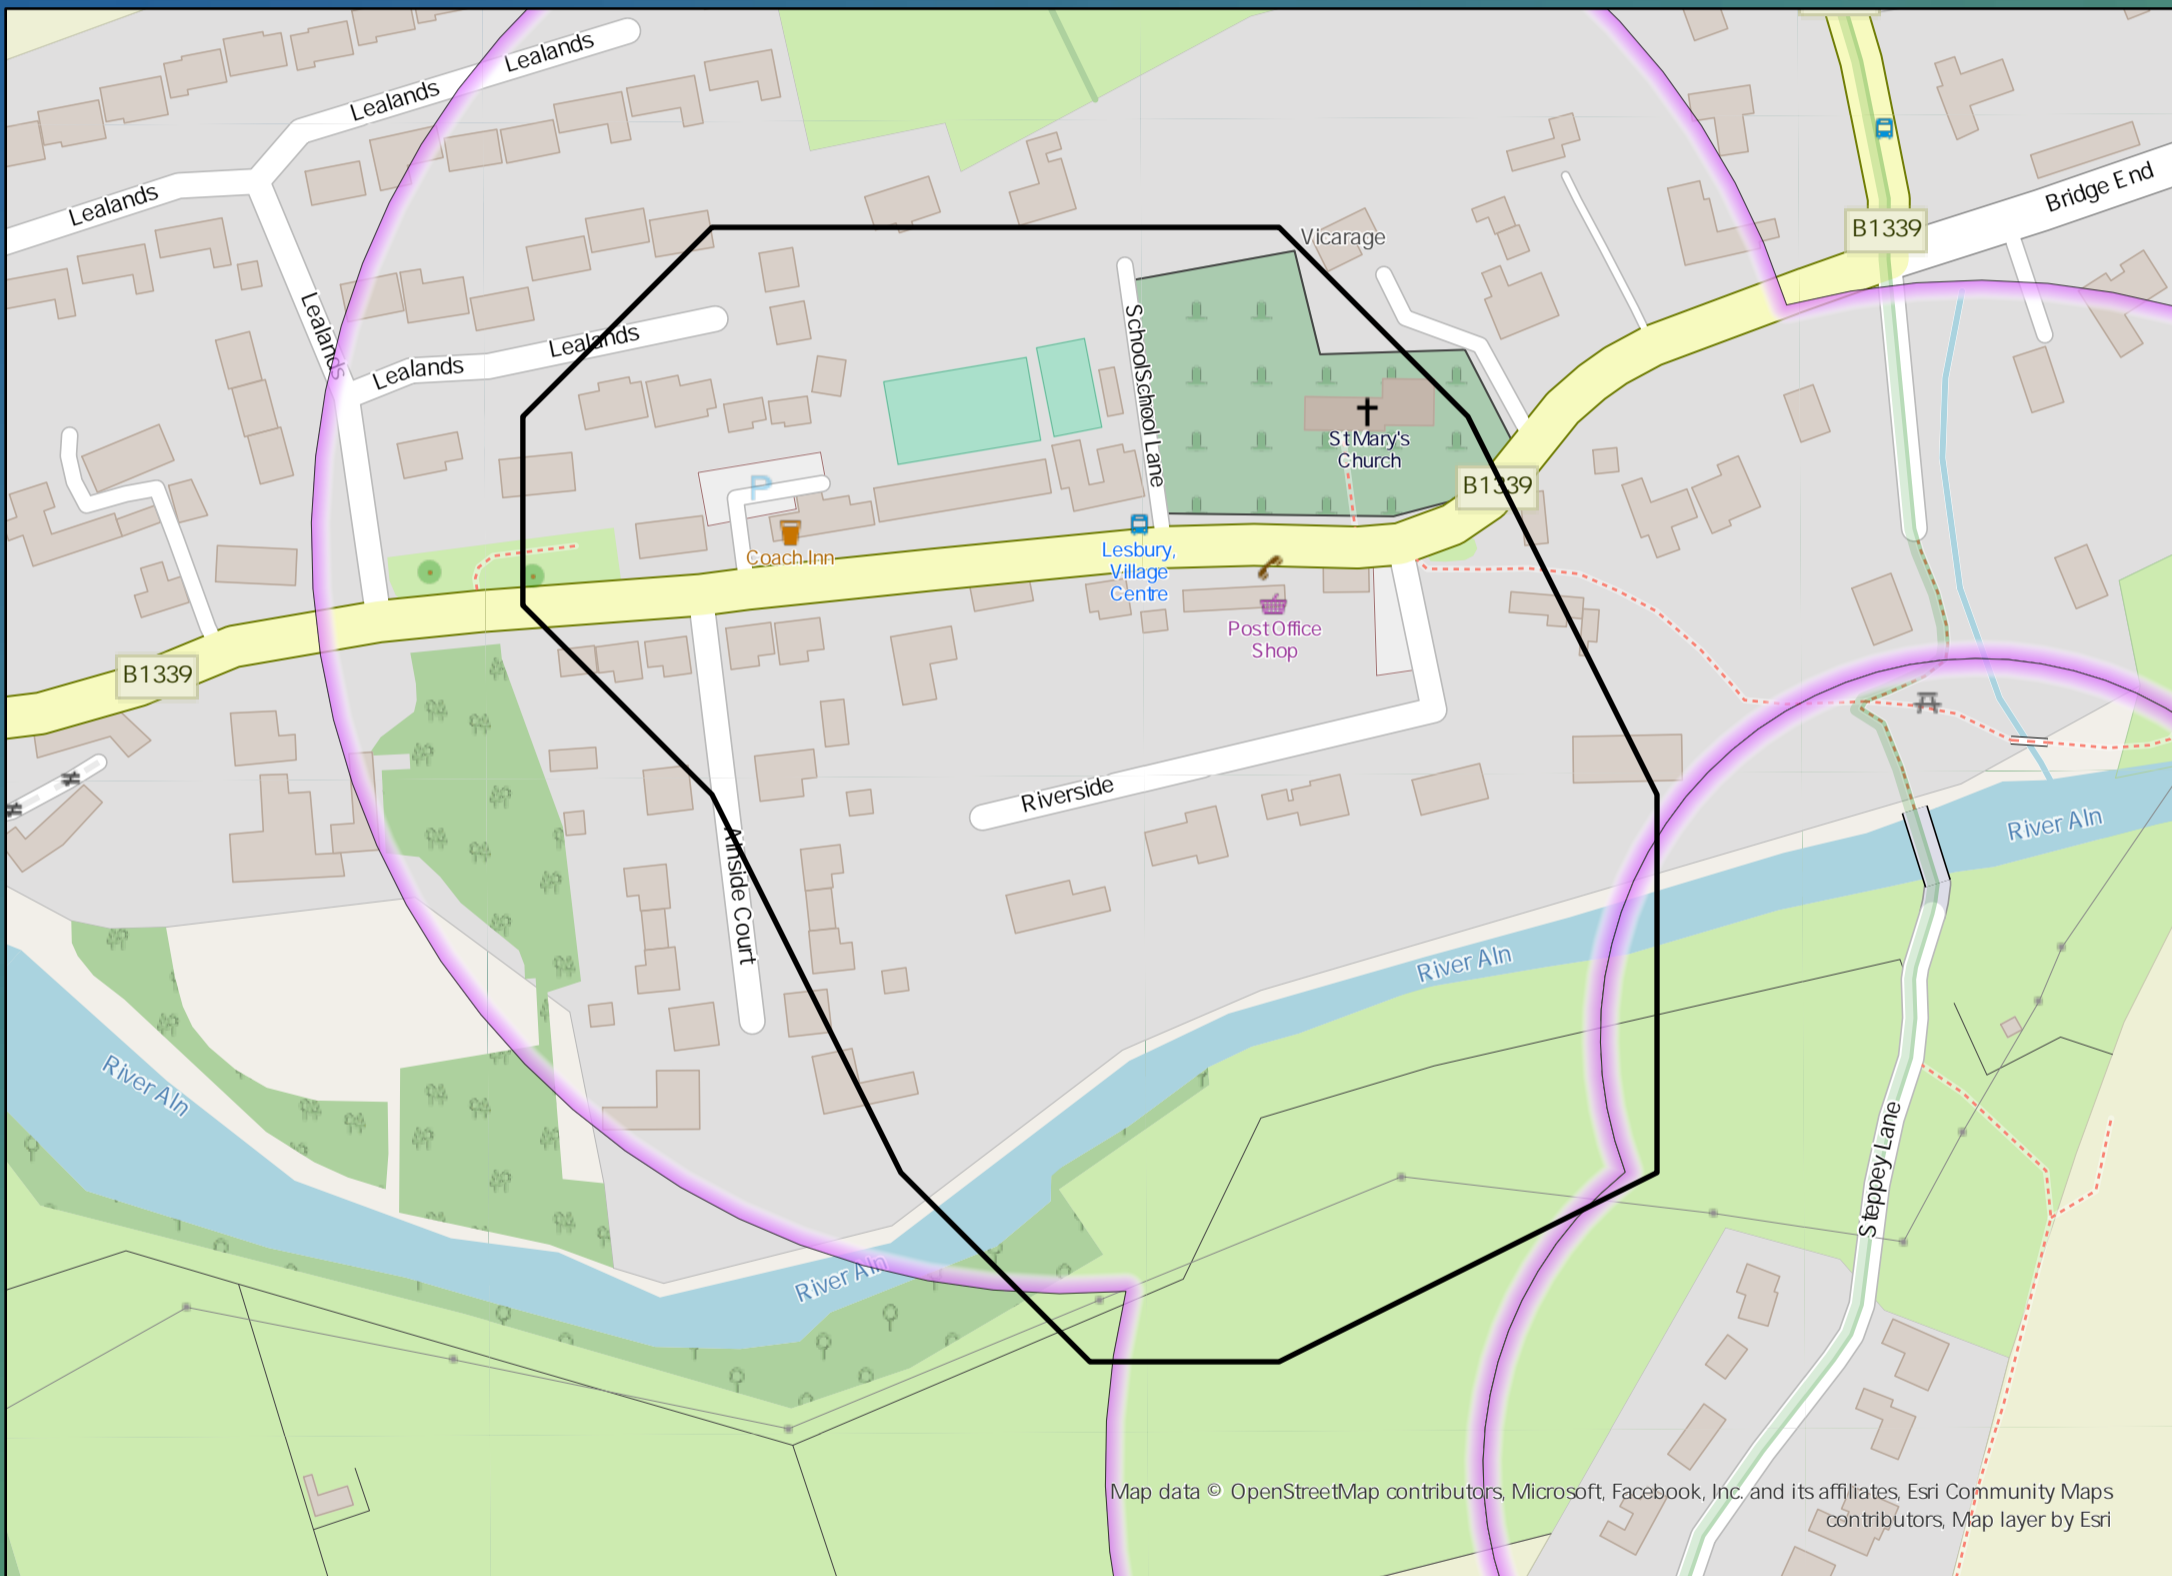 Lealands
Lealands
Lealands
Bridge End
B1339
Vicarage
Lealands
Lealands
Lealands
School
School Lane
P
St Mary's
Church
B1339
Coach Inn
Lesbury,
Village
Centre
Post Office
Shop
B1339
Riverside
Alnside Court
River Aln
River Aln
River Aln
River Aln
Steppey Lane
Map data © OpenStreetMap contributors, Microsoft, Facebook, Inc. and its affiliates, Esri Community Maps
contributors, Map layer by Esri